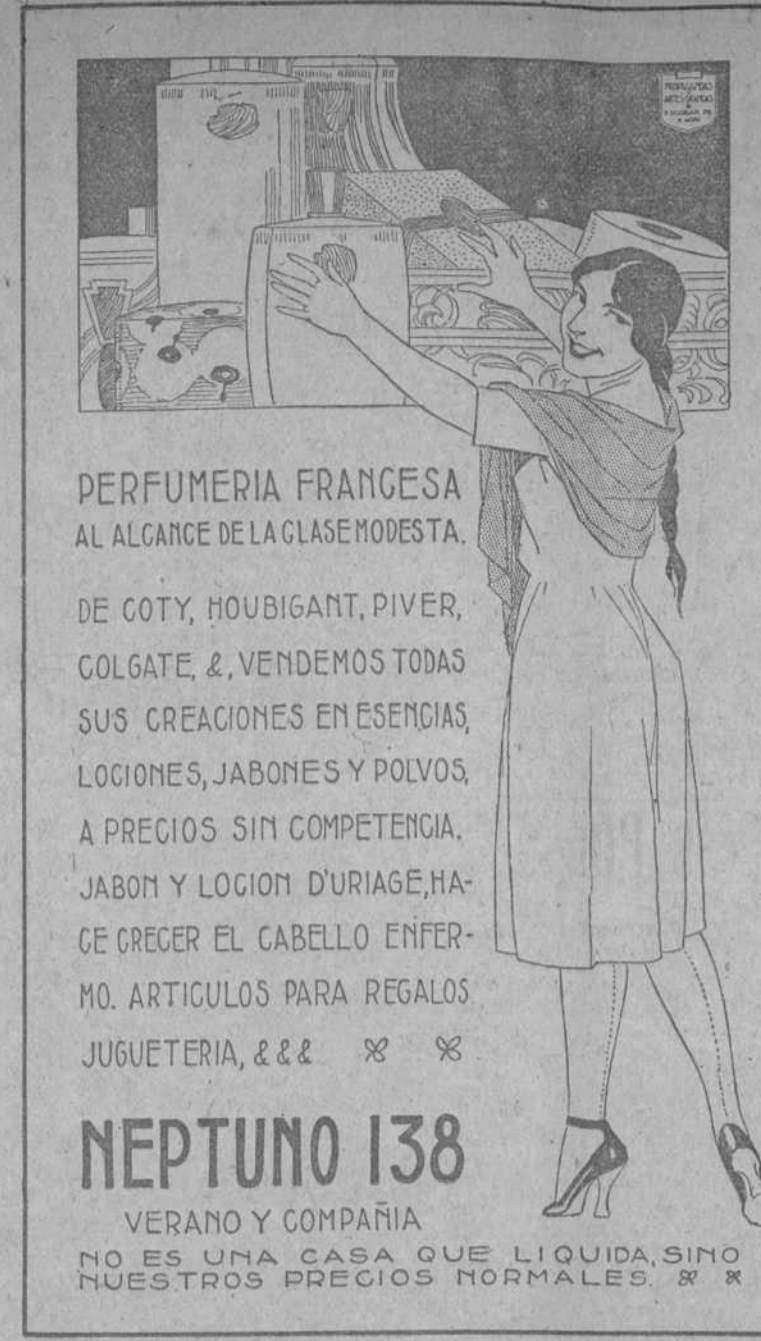 PERFUMERIA FRANCESA
AL ALCANCE DE LA CLASE MODESTA.
DE COTY, HOUBIGANT, PIVER,
COLGATE, &, VENDEMOS TODAS
SUS CREACIONES EN ESENCIAS,
LOCIONES, JABONES Y POLVOS,
A PRECIOS SIN COMPETENCIA.
JABON Y LOCION D'URIAGE, HA-
CE CRECER EL CABELLO ENFER-
MO. ARTICULOS PARA REGALOS
JUGUETERIA, & & &
NEPTUNO 138
VERANO Y COMPAÑIA
NO ES UNA CASA QUE LIQUIDA, SINO
NUESTROS PRECIOS NORMALES.